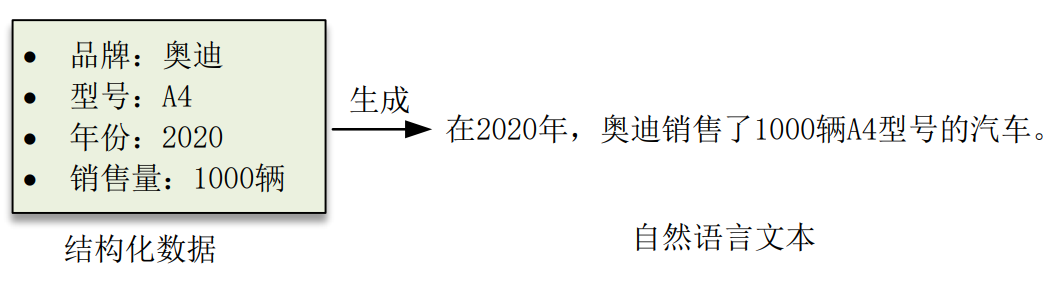 • 品牌：奥迪
• 型号：A4
• 年份：2020
• 销售量：1000辆
生成
在2020年，奥迪销售了1000辆A4型号的汽车。
结构化数据
自然语言文本